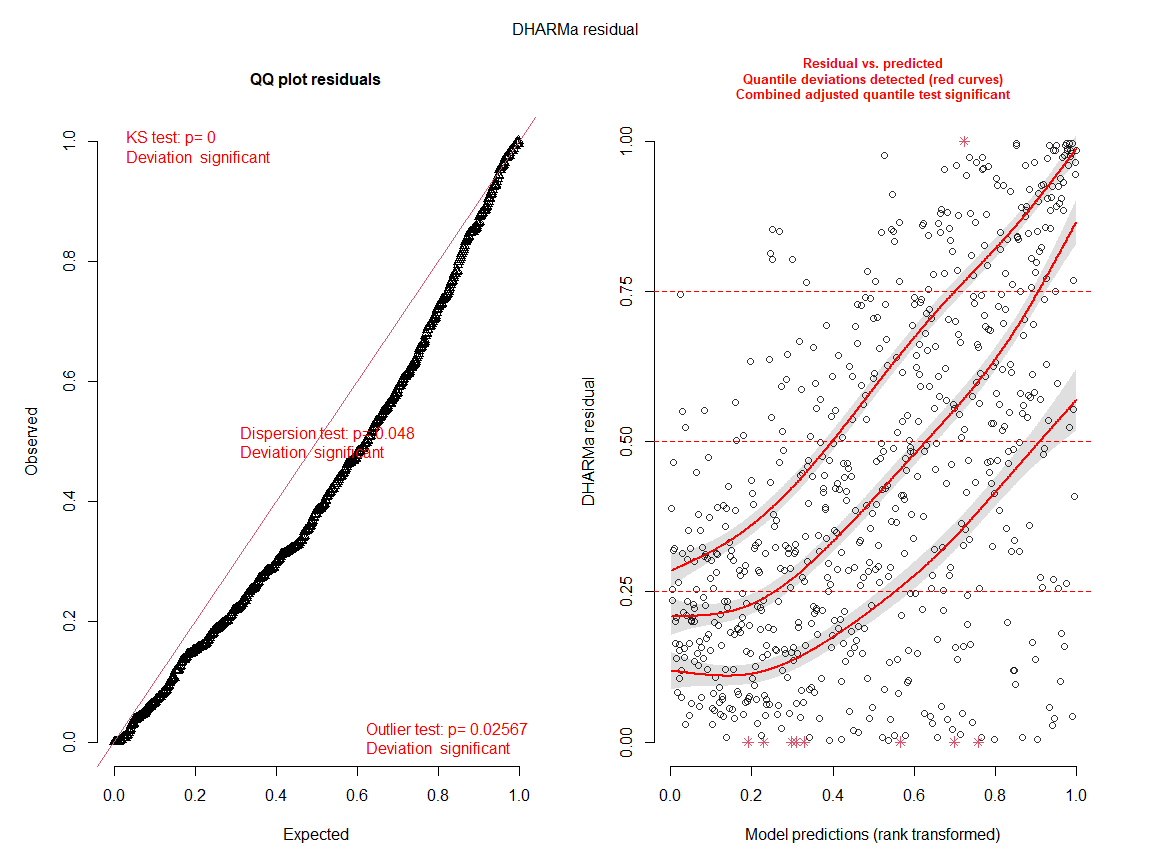 DHARMa residual
QQ plot residuals
KS test: p= 0
Deviation significant
Dispersion test: p= 0.048
Deviation significant
Outlier test: p= 0.02567
Deviation significant
Observed
0.0 0.2 0.4 0.6 0.8 1.0
0.0 0.2 0.4 0.6 0.8 1.0
Expected
Residual vs. predicted
Quantile deviations detected (red curves)
Combined adjusted quantile test significant
DHARMa residual
0.00 0.25 0.50 0.75 1.00
0.0 0.2 0.4 0.6 0.8 1.0
Model predictions (rank transformed)